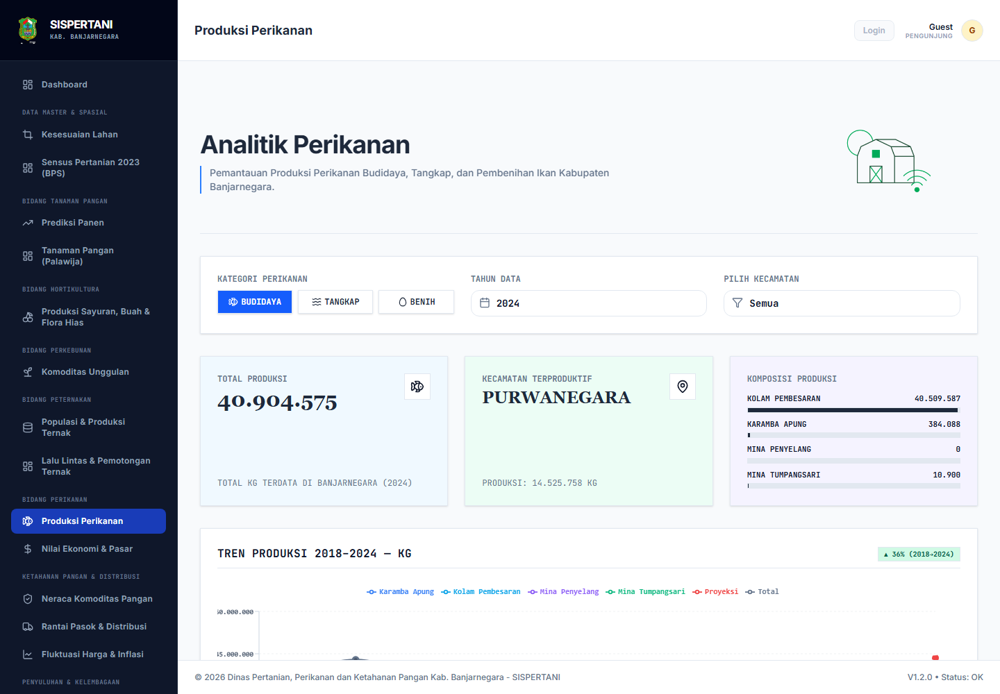 SISPERTANI
KAB. BANJARNEGARA
Dashboard
DATA MASTER & SPASIAL
Kesesuaian Lahan
Sensus Pertanian 2023
(BPS)
BIDANG TANAMAN PANGAN
Prediksi Panen
Tanaman Pangan
(Palawija)
BIDANG HORTIKULTURA
Produksi Sayuran, Buah &
Flora Hias
BIDANG PERKEBUNAN
Komoditas Unggulan
BIDANG PETERNAKAN
Populasi & Produksi
Ternak
Lalu Lintas & Pemotongan
Ternak
BIDANG PERIKANAN
Produksi Perikanan
Nilai Ekonomi & Pasar
KETAHANAN PANGAN & DISTRIBUSI
Neraca Komoditas Pangan
Rantai Pasok & Distribusi
Fluktuasi Harga & Inflasi
PENYULUHAN & KELEMBAGAAN
Produksi Perikanan
Login
Guest
PENGUNJUNG
G
Analitik Perikanan
Pemantauan Produksi Perikanan Budidaya, Tangkap, dan Pembenihan Ikan Kabupaten
Banjarnegara.
KATEGORI PERIKANAN
BUDIDAYA
TANGKAP
BENIH
TAHUN DATA
2024
PILIH KECAMATAN
Semua
TOTAL PRODUKSI
40.904.575
TOTAL KG TERDATA DI BANJARNEGARA (2024)
KECAMATAN TERPRODUKTIF
PURWANEGARA
PRODUKSI: 14.525.758 KG
KOMPOSISI PRODUKSI
KOLAM PEMBESARAN 40.509.587
KARAMBA APUNG 384.088
MINA PENYELANG 0
MINA TUMPANGSARI 10.900
TREN PRODUKSI 2018–2024 — KG
▲ 36% (2018→2024)
Karamba Apung Kolam Pembesaran Mina Penyelang Mina Tumpangsari Proyeksi Total
© 2026 Dinas Pertanian, Perikanan dan Ketahanan Pangan Kab. Banjarnegara - SISPERTANI
V1.2.0 • Status: OK